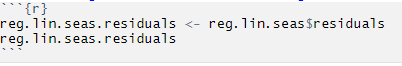 ```{r}
reg.lin.seas.residuals <- reg.lin.seas$residuals
reg.lin.seas.residuals
```